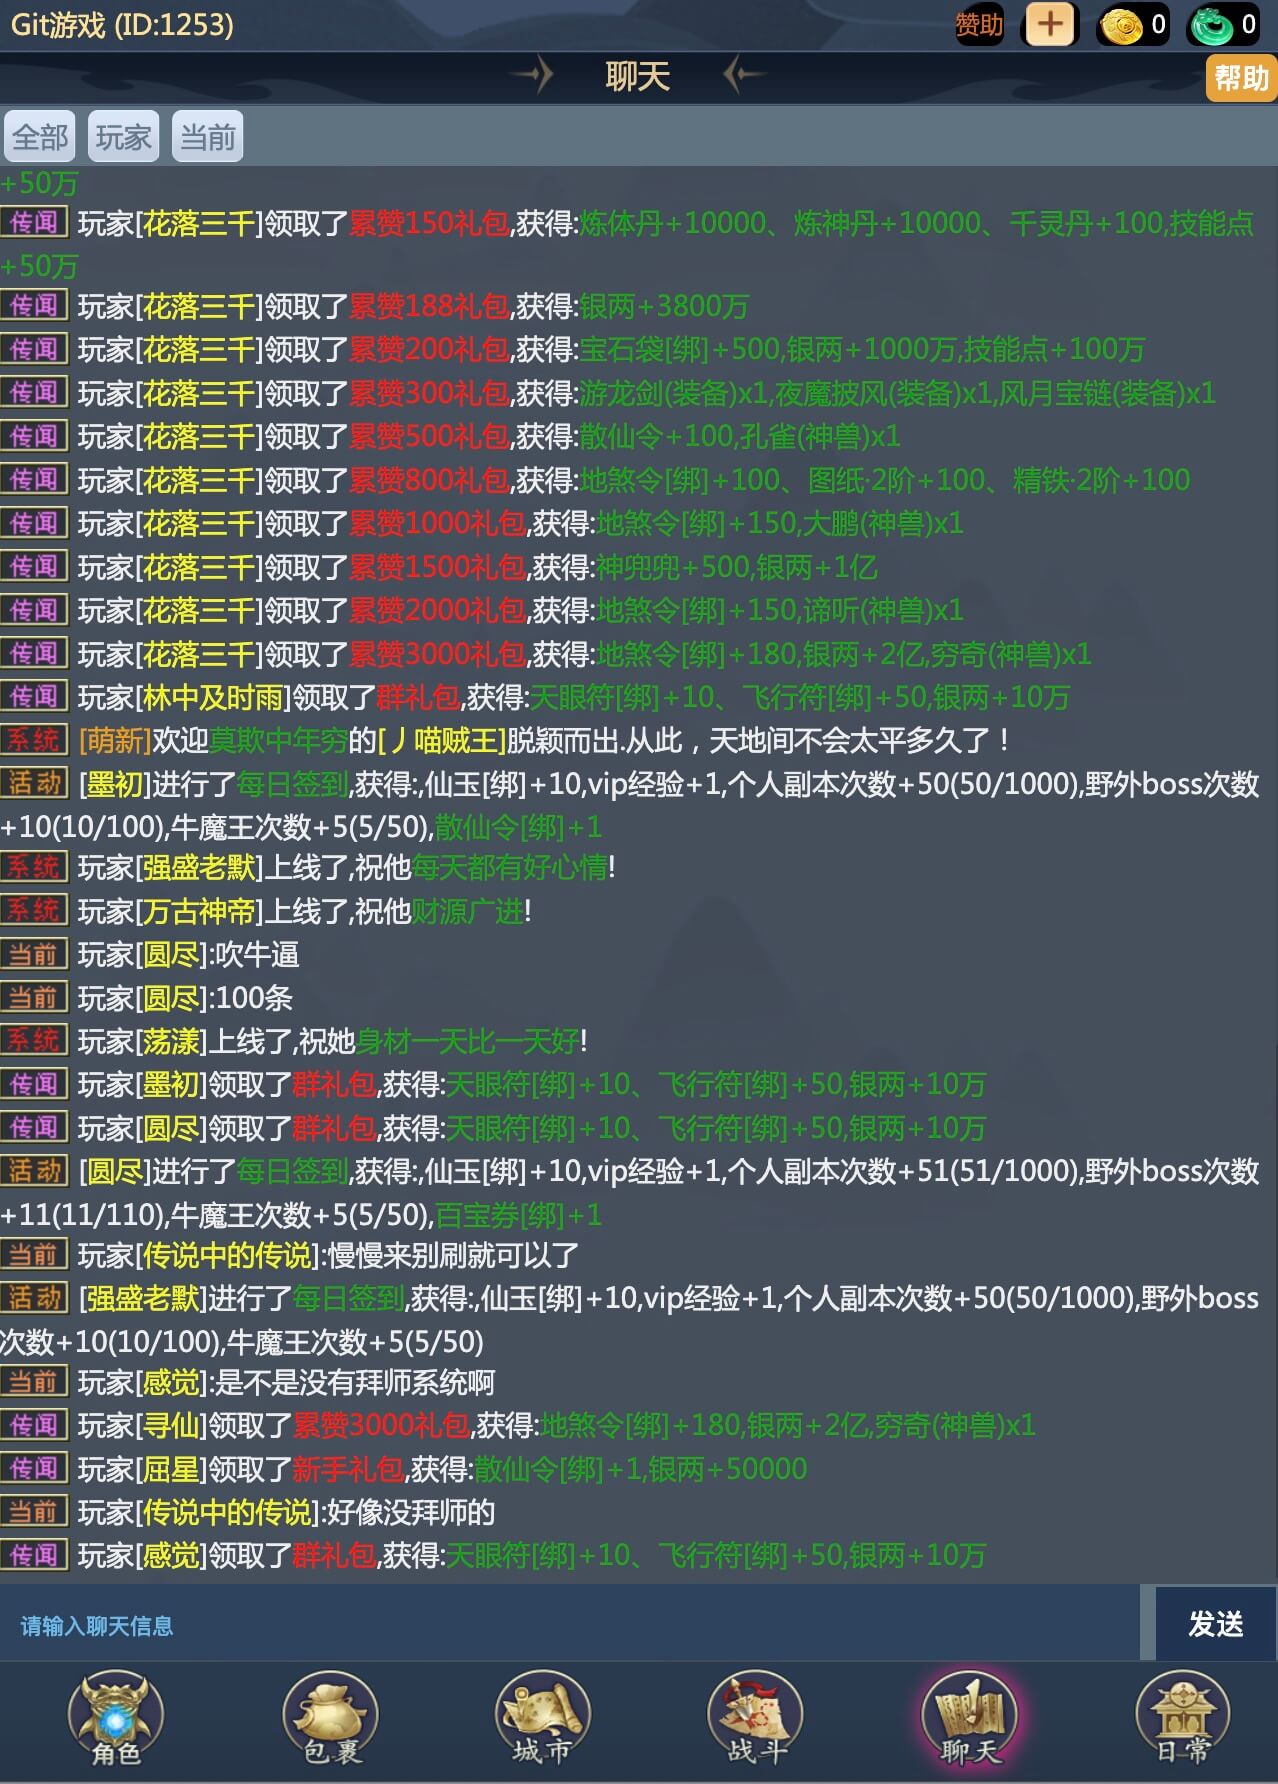 Git游戏 (ID:1253)
赞助
0
0
聊天
帮助
全部 玩家 当前
+50万
传闻 玩家[花落三千]领取了累赞150礼包,获得:炼体丹+10000、炼神丹+10000、千灵丹+100,技能点
+50万
传闻 玩家[花落三千]领取了累赞188礼包,获得:银两+3800万
传闻 玩家[花落三千]领取了累赞200礼包,获得:宝石袋[绑]+500,银两+1000万,技能点+100万
传闻 玩家[花落三千]领取了累赞300礼包,获得:游龙剑(装备)x1,夜魔披风(装备)x1,风月宝链(装备)x1
传闻 玩家[花落三千]领取了累赞500礼包,获得:散仙令+100,孔雀(神兽)x1
传闻 玩家[花落三千]领取了累赞800礼包,获得:地煞令[绑]+100、图纸·2阶+100、精铁·2阶+100
传闻 玩家[花落三千]领取了累赞1000礼包,获得:地煞令[绑]+150,大鹏(神兽)x1
传闻 玩家[花落三千]领取了累赞1500礼包,获得:神兜兜+500,银两+1亿
传闻 玩家[花落三千]领取了累赞2000礼包,获得:地煞令[绑]+150,谛听(神兽)x1
传闻 玩家[花落三千]领取了累赞3000礼包,获得:地煞令[绑]+180,银两+2亿,穷奇(神兽)x1
传闻 玩家[林中及时雨]领取了群礼包,获得:天眼符[绑]+10、飞行符[绑]+50,银两+10万
系统 [萌新]欢迎莫欺中年穷的[丿喵贼王]脱颖而出.从此，天地间不会太平多久了！
活动 [墨初]进行了每日签到,获得:,仙玉[绑]+10,vip经验+1,个人副本次数+50(50/1000),野外boss次数
+10(10/100),牛魔王次数+5(5/50),散仙令[绑]+1
系统 玩家[强盛老默]上线了,祝他每天都有好心情!
系统 玩家[万古神帝]上线了,祝他财源广进!
当前 玩家[圆尽]:吹牛逼
当前 玩家[圆尽]:100条
系统 玩家[荡漾]上线了,祝她身材一天比一天好!
传闻 玩家[墨初]领取了群礼包,获得:天眼符[绑]+10、飞行符[绑]+50,银两+10万
传闻 玩家[圆尽]领取了群礼包,获得:天眼符[绑]+10、飞行符[绑]+50,银两+10万
活动 [圆尽]进行了每日签到,获得:,仙玉[绑]+10,vip经验+1,个人副本次数+51(51/1000),野外boss次数
+11(11/110),牛魔王次数+5(5/50),百宝券[绑]+1
当前 玩家[传说中的传说]:慢慢来别刷就可以了
活动 [强盛老默]进行了每日签到,获得:,仙玉[绑]+10,vip经验+1,个人副本次数+50(50/1000),野外boss
次数+10(10/100),牛魔王次数+5(5/50)
当前 玩家[感觉]:是不是没有拜师系统啊
传闻 玩家[寻仙]领取了累赞3000礼包,获得:地煞令[绑]+180,银两+2亿,穷奇(神兽)x1
传闻 玩家[屈星]领取了新手礼包,获得:散仙令[绑]+1,银两+50000
当前 玩家[传说中的传说]:好像没拜师的
传闻 玩家[感觉]领取了群礼包,获得:天眼符[绑]+10、飞行符[绑]+50,银两+10万
请输入聊天信息
发送
角色 包裹 城市 战斗 聊天 日常